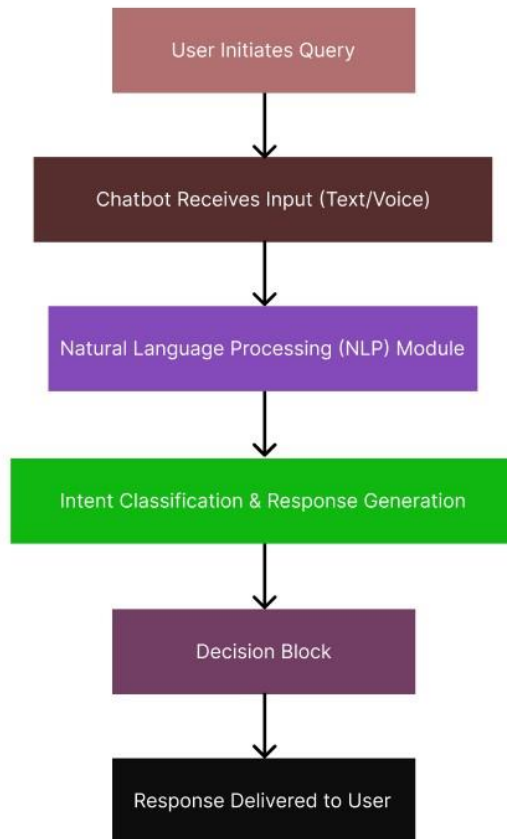 User Initiates Query
Chatbot Receives Input (Text/Voice)
Natural Language Processing (NLP) Module
Intent Classification & Response Generation
Decision Block
Response Delivered to User